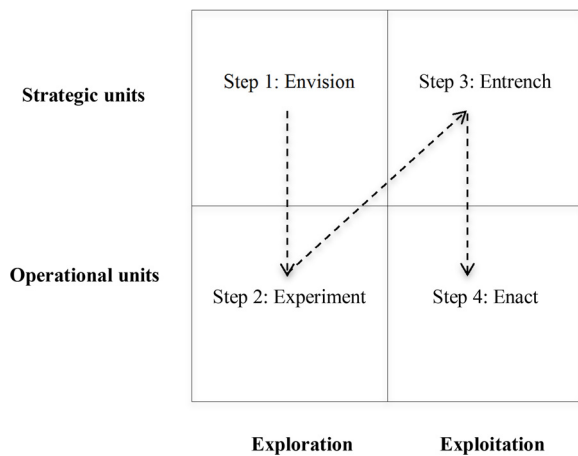 Strategic units
Step 1: Envision
Step 3: Entrench
Operational units
Step 2: Experiment
Step 4: Enact
Exploration
Exploitation